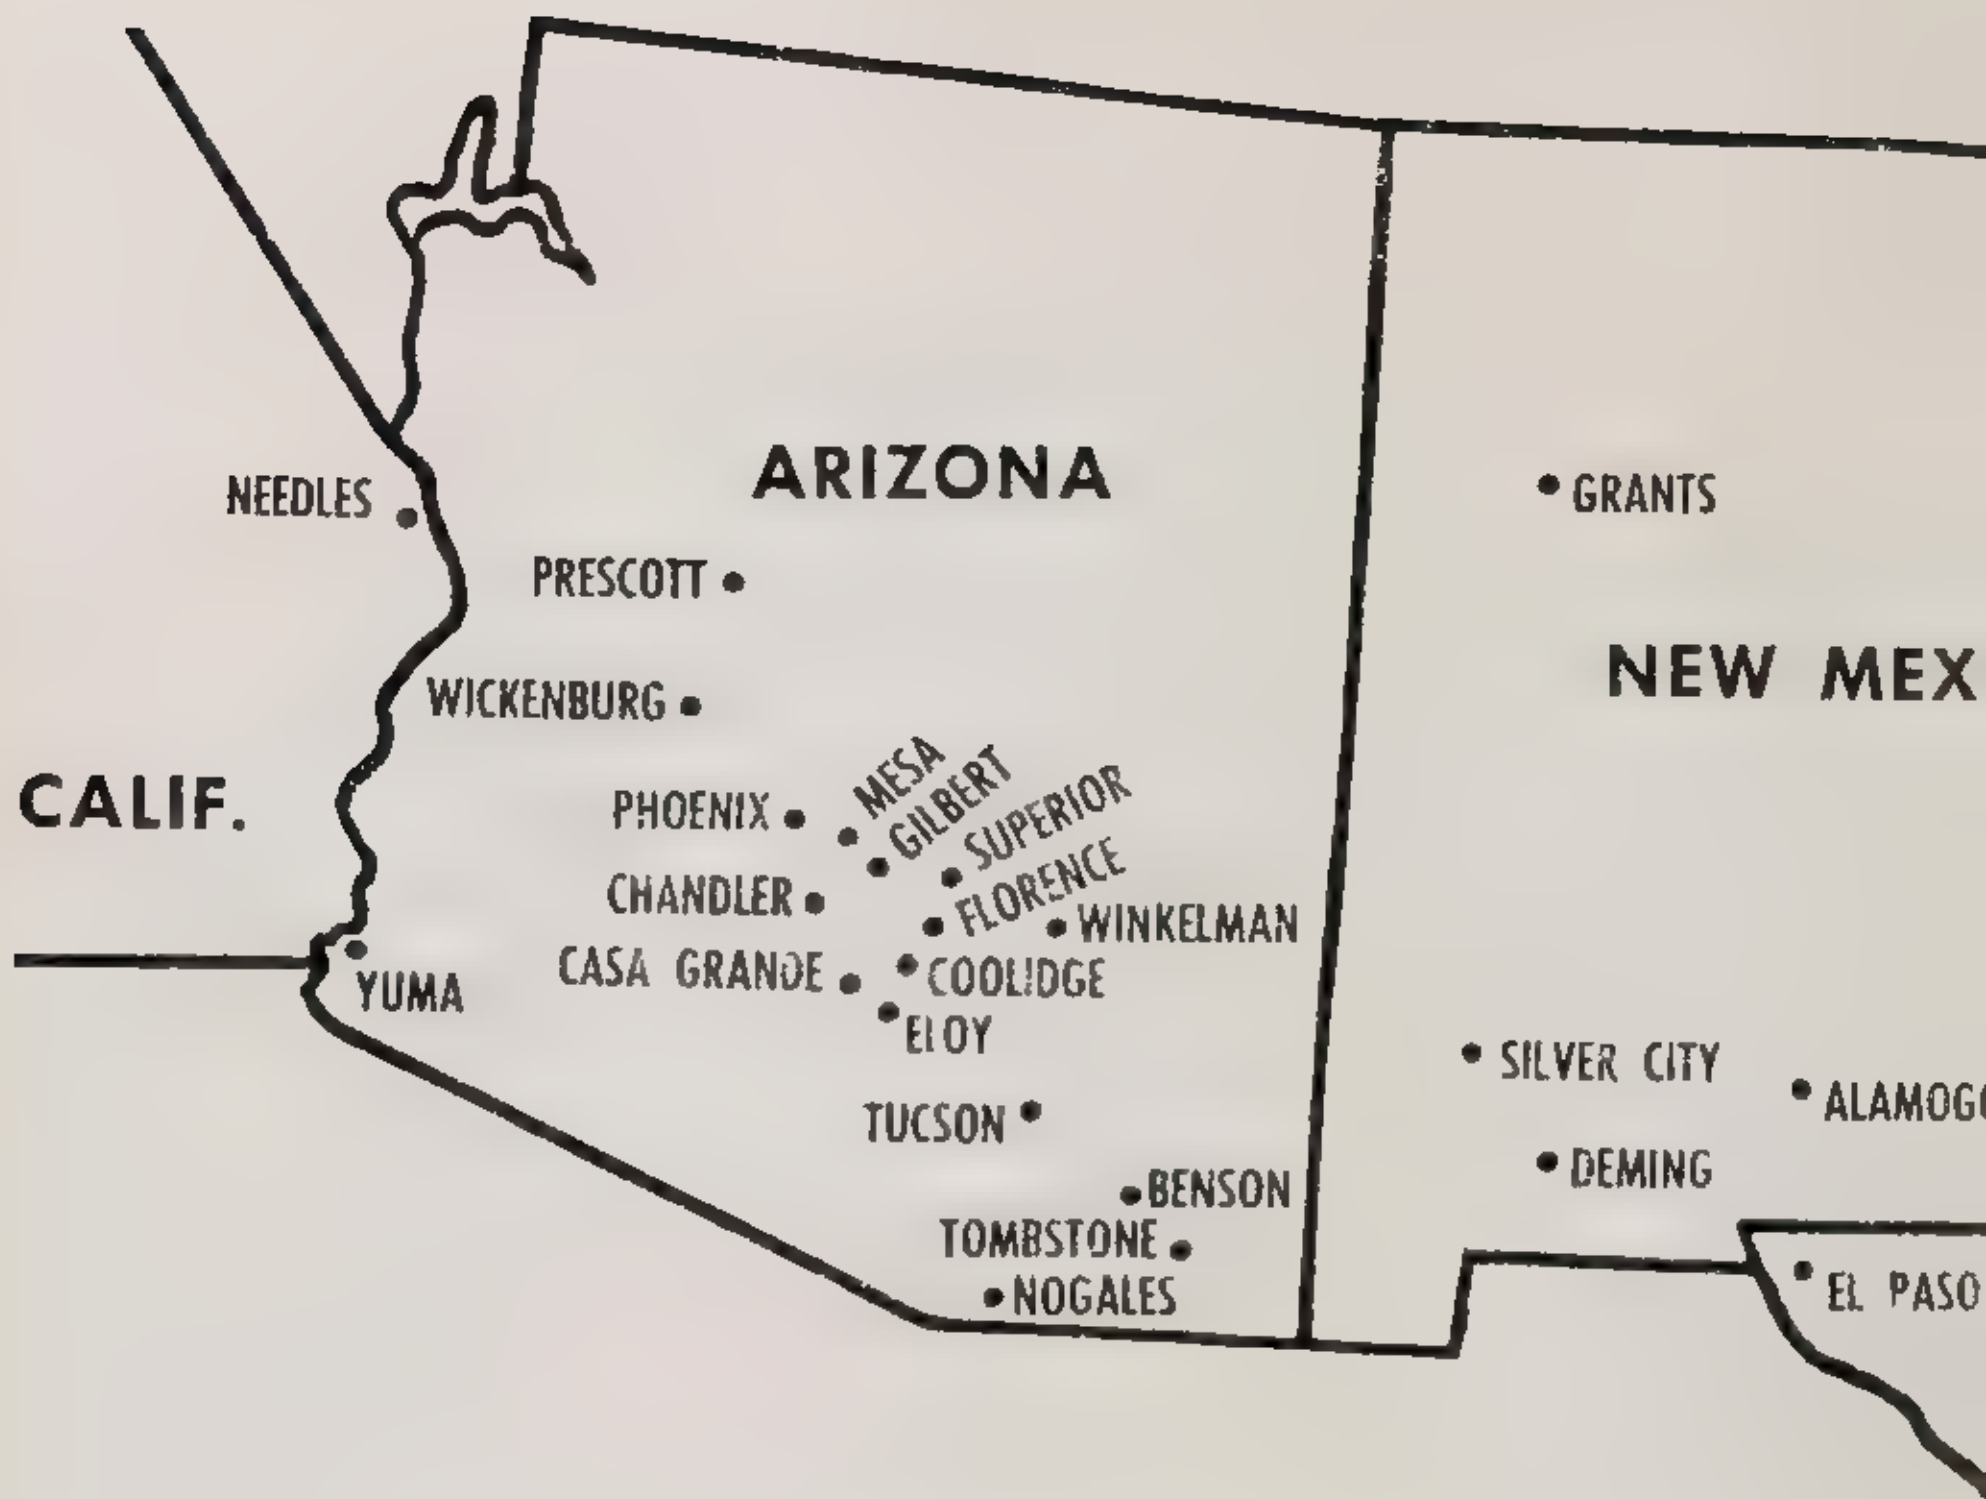 ARIZONA
NEEDLES
GRANTS
PRESCOTT
NEW MEX
WICKENBURG
CALIF.
PHOENIX
MESA
GILBERT
SUPERIOR
CHANDLER
FLORENCE
WINKELMAN
CASA GRANDE
COOLIDGE
YUMA
ELOY
SILVER CITY
ALAMOGO
TUCSON
DEMING
BENSON
TOMBSTONE
NOGALES
EL PASO